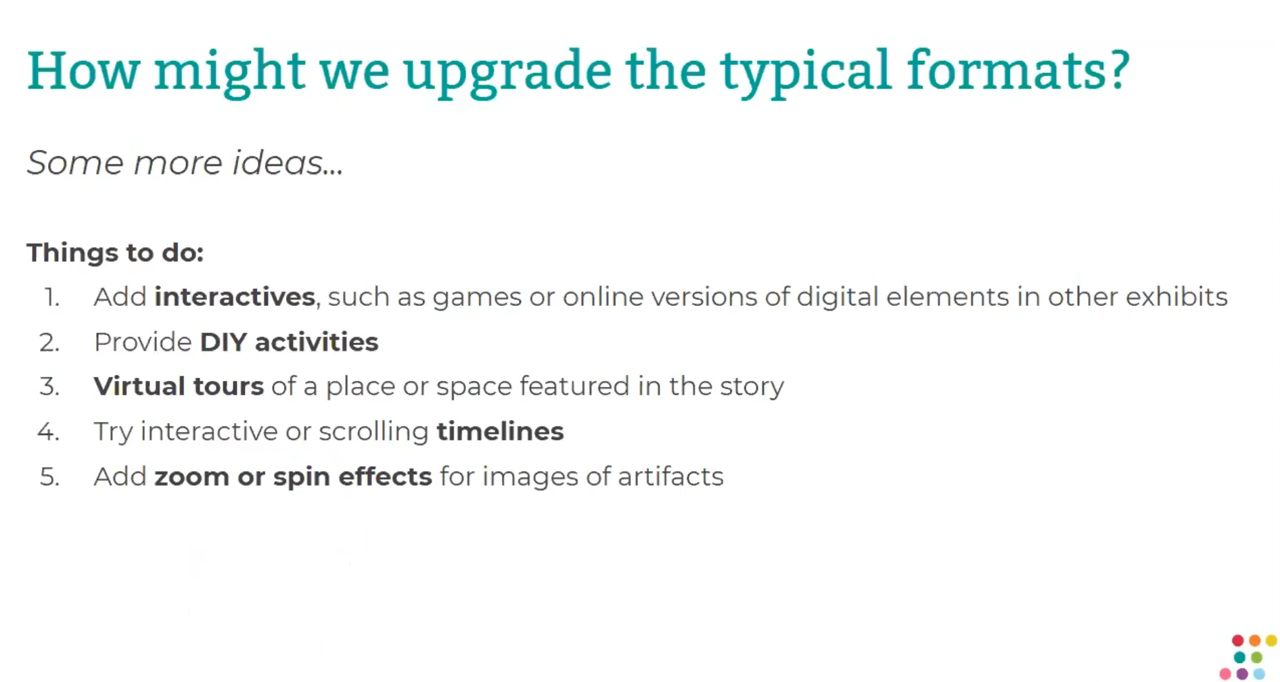 How might we upgrade the typical formats?
Some more ideas...
Things to do:
1. Add interactives, such as games or online versions of digital elements in other exhibits
2. Provide DIY activities
3. Virtual tours of a place or space featured in the story
4. Try interactive or scrolling timelines
5. Add zoom or spin effects for images of artifacts